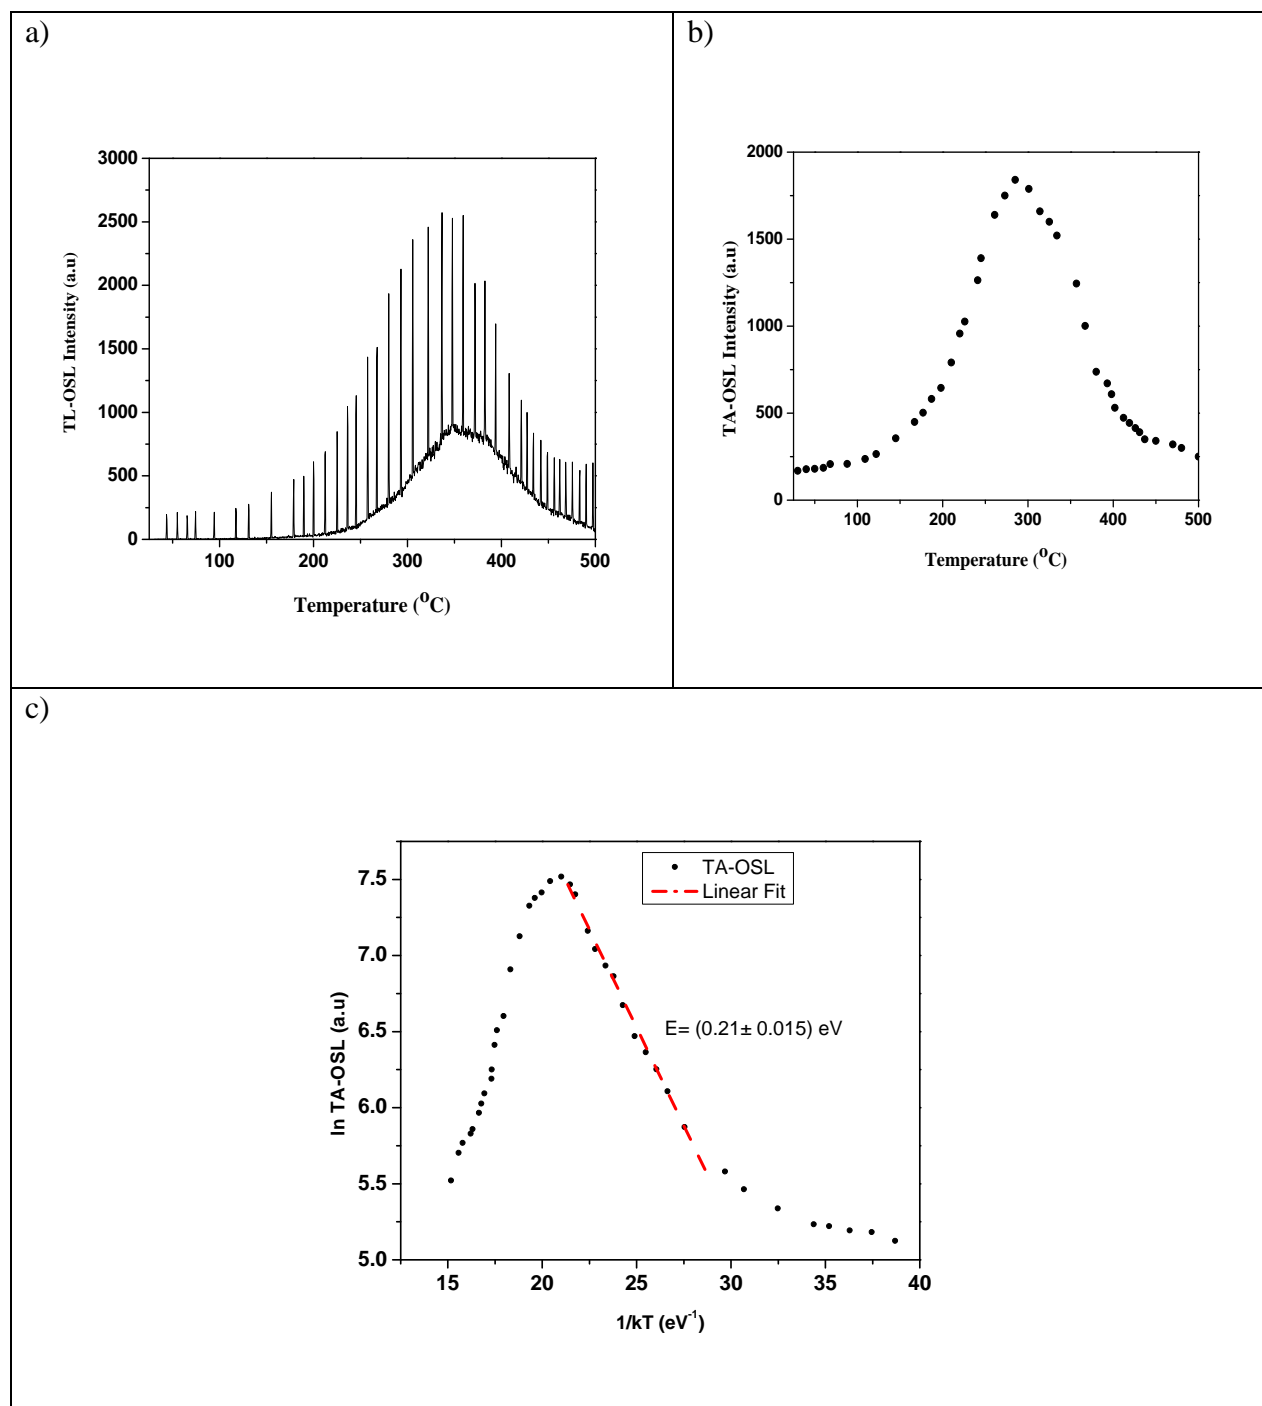 a)
3000
2500
2000
1500
1000
500
0
TL-OSL Intensity (a.u)
100 200 300 400 500
Temperature (⁰C)
b)
2000
1500
1000
500
0
TA-OSL Intensity (a.u)
100 200 300 400 500
Temperature (⁰C)
c)
7.5
7.0
6.5
6.0
5.5
5.0
ln TA-OSL (a.u)
TA-OSL
Linear Fit
E= (0.21± 0.015) eV
15 20 25 30 35 40
1/kT (eV⁻¹)